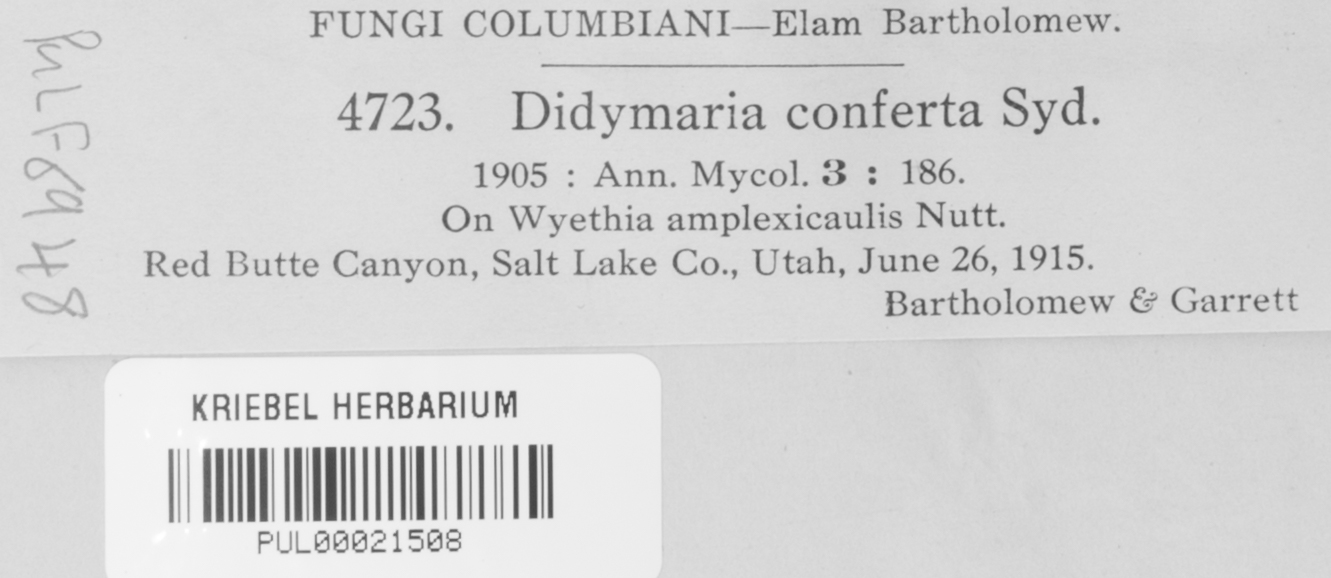 FUNGI COLUMBIANI—Elam Bartholomew.
4723. Didymaria conferta Syd.
1905 : Ann. Mycol. 3 : 186.
On Wyethia amplexicaulis Nutt.
Red Butte Canyon, Salt Lake Co., Utah, June 26, 1915.
Bartholomew & Garrett
PULF8948
KRIEBEL HERBARIUM
PUL00021508